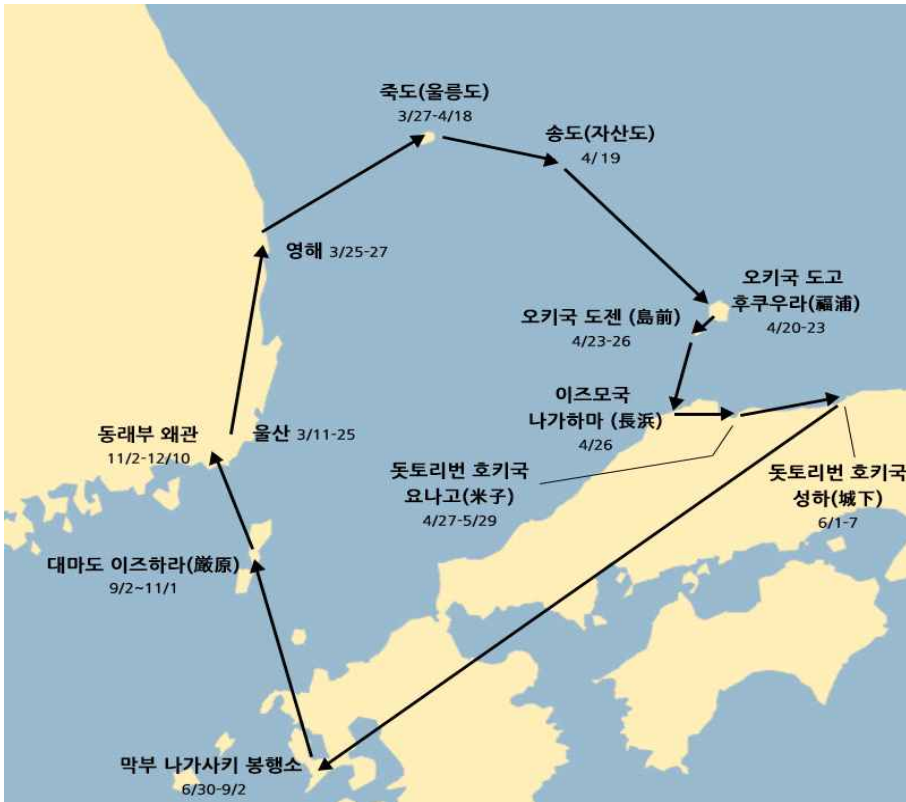 죽도(울릉도)
3/27-4/18
송도(자산도)
4/19
영해 3/25-27
오키국 도고
후쿠우라(福浦)
4/20-23
오키국 도젠 (島前)
4/23-26
이즈모국
나가하마 (長浜)
4/26
동래부 왜관
11/2-12/10
울산 3/11-25
돗토리번 호키국
요나고(米子)
4/27-5/29
돗토리번 호키국
성하(城下)
6/1-7
대마도 이즈하라(厳原)
9/2~11/1
막부 나가사키 봉행소
6/30-9/2